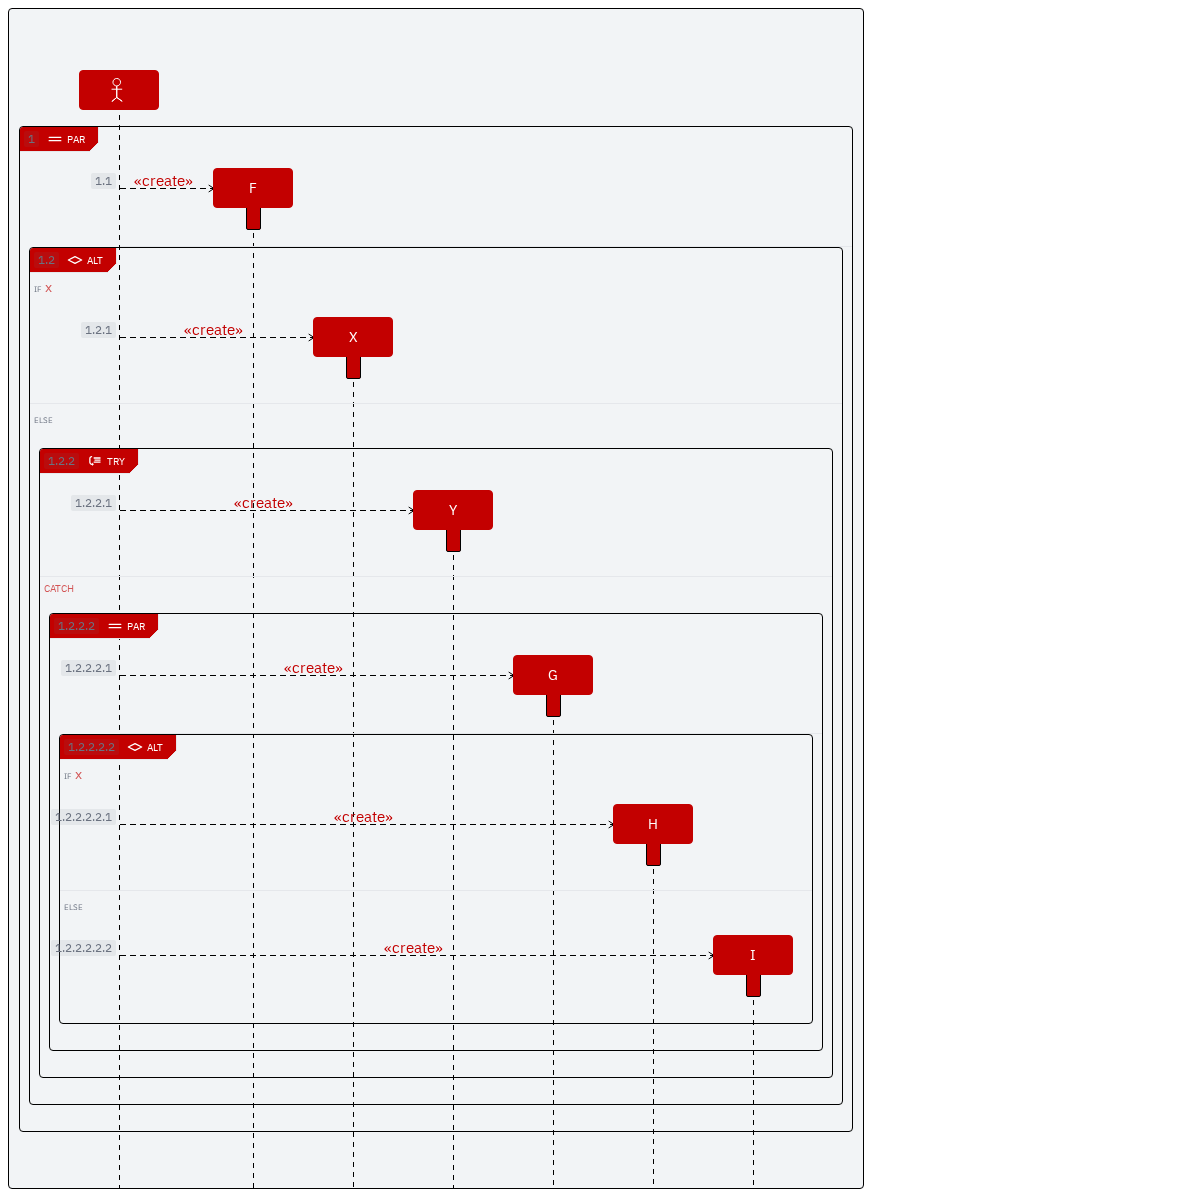 1 PAR
1.1 «create» F
1.2 ALT
IF X
1.2.1 «create» X
ELSE
1.2.2 TRY
1.2.2.1 «create» Y
CATCH
1.2.2.2 PAR
1.2.2.2.1 «create» G
1.2.2.2.2 ALT
IF X
1.2.2.2.2.1 «create» H
ELSE
1.2.2.2.2.2 «create» I